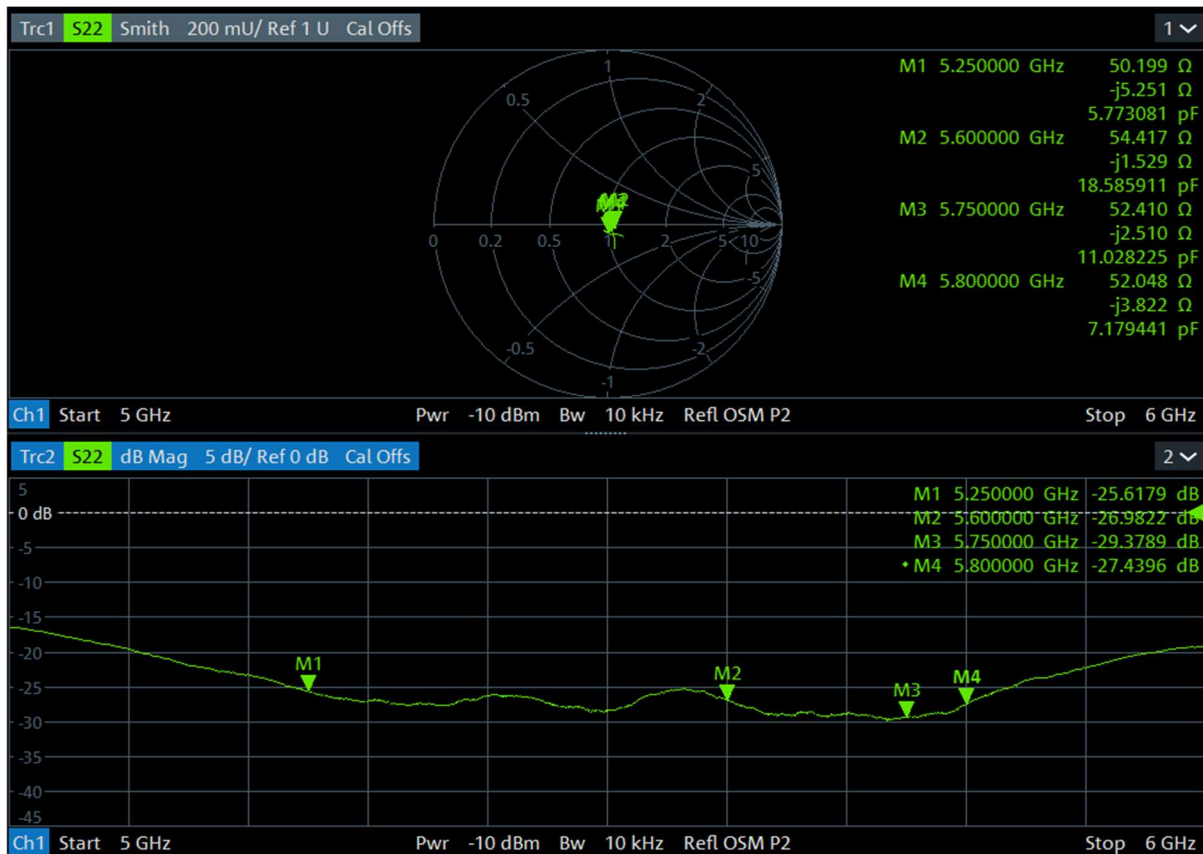 Trc1 S22 Smith 200 mU/ Ref 1 U Cal Offs
1
M1 5.250000 GHz 50.199 Ω
-j5.251 Ω
5.773081 pF
M2 5.600000 GHz 54.417 Ω
-j1.529 Ω
18.585911 pF
M3 5.750000 GHz 52.410 Ω
-j2.510 Ω
11.028225 pF
M4 5.800000 GHz 52.048 Ω
-j3.822 Ω
7.179441 pF
1
0.5
2
5
M2
0 0.2 0.5 1 2 5 10
-5
-0.5
-2
-1
Ch1 Start 5 GHz Pwr -10 dBm Bw 10 kHz Refl OSM P2 Stop 6 GHz
Trc2 S22 dB Mag 5 dB/ Ref 0 dB Cal Offs
2
M1 5.250000 GHz -25.6179 dB
M2 5.600000 GHz -26.9822 dB
M3 5.750000 GHz -29.3789 dB
M4 5.800000 GHz -27.4396 dB
5
0 dB
-5
-10
-15
-20
-25
-30
-35
-40
-45
M1
M2
M3
M4
Ch1 Start 5 GHz Pwr -10 dBm Bw 10 kHz Refl OSM P2 Stop 6 GHz